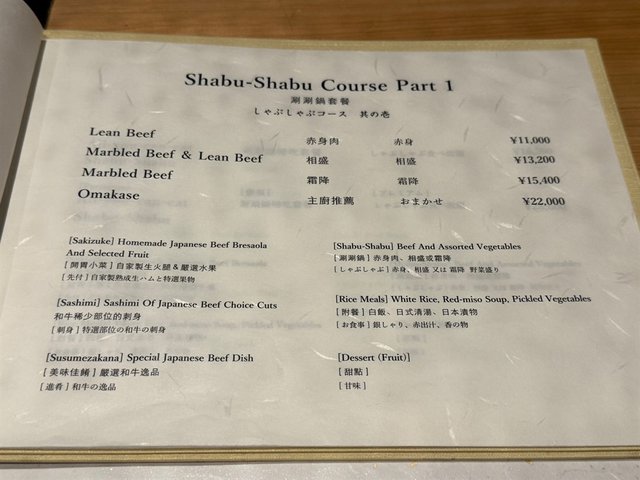 Shabu-Shabu Course Part 1
涮涮鍋套餐
しゃぶしゃぶコース 其の壱
Lean Beef 赤身肉 赤身 ¥11,000
Marbled Beef & Lean Beef 相盛 相盛 ¥13,200
Marbled Beef 霜降 霜降 ¥15,400
Omakase 主廚推薦 おまかせ ¥22,000
[Sakizuke] Homemade Japanese Beef Bresaola
And Selected Fruit
[ 開胃小菜 ] 自家製生火腿＆嚴選水果
[ 先付 ] 自家製熟成生ハムと特選果物
[Sashimi] Sashimi Of Japanese Beef Choice Cuts
和牛稀少部位的刺身
[ 刺身 ] 特選部位の和牛の刺身
[Susumezakana] Special Japanese Beef Dish
[ 美味佳餚 ] 嚴選和牛逸品
[ 進肴 ] 和牛の逸品
[Shabu-Shabu] Beef And Assorted Vegetables
[ 涮涮鍋 ] 赤身肉、相盛或霜降
[ しゃぶしゃぶ ] 赤身、相盛 又は 霜降 野菜盛り
[Rice Meals] White Rice, Red-miso Soup, Pickled Vegetables
[ 附餐 ] 白飯、日式清湯、日本漬物
[ お食事 ] 銀しゃり、赤出汁、香の物
[Dessert (Fruit)]
[ 甜點 ]
[ 甘味 ]